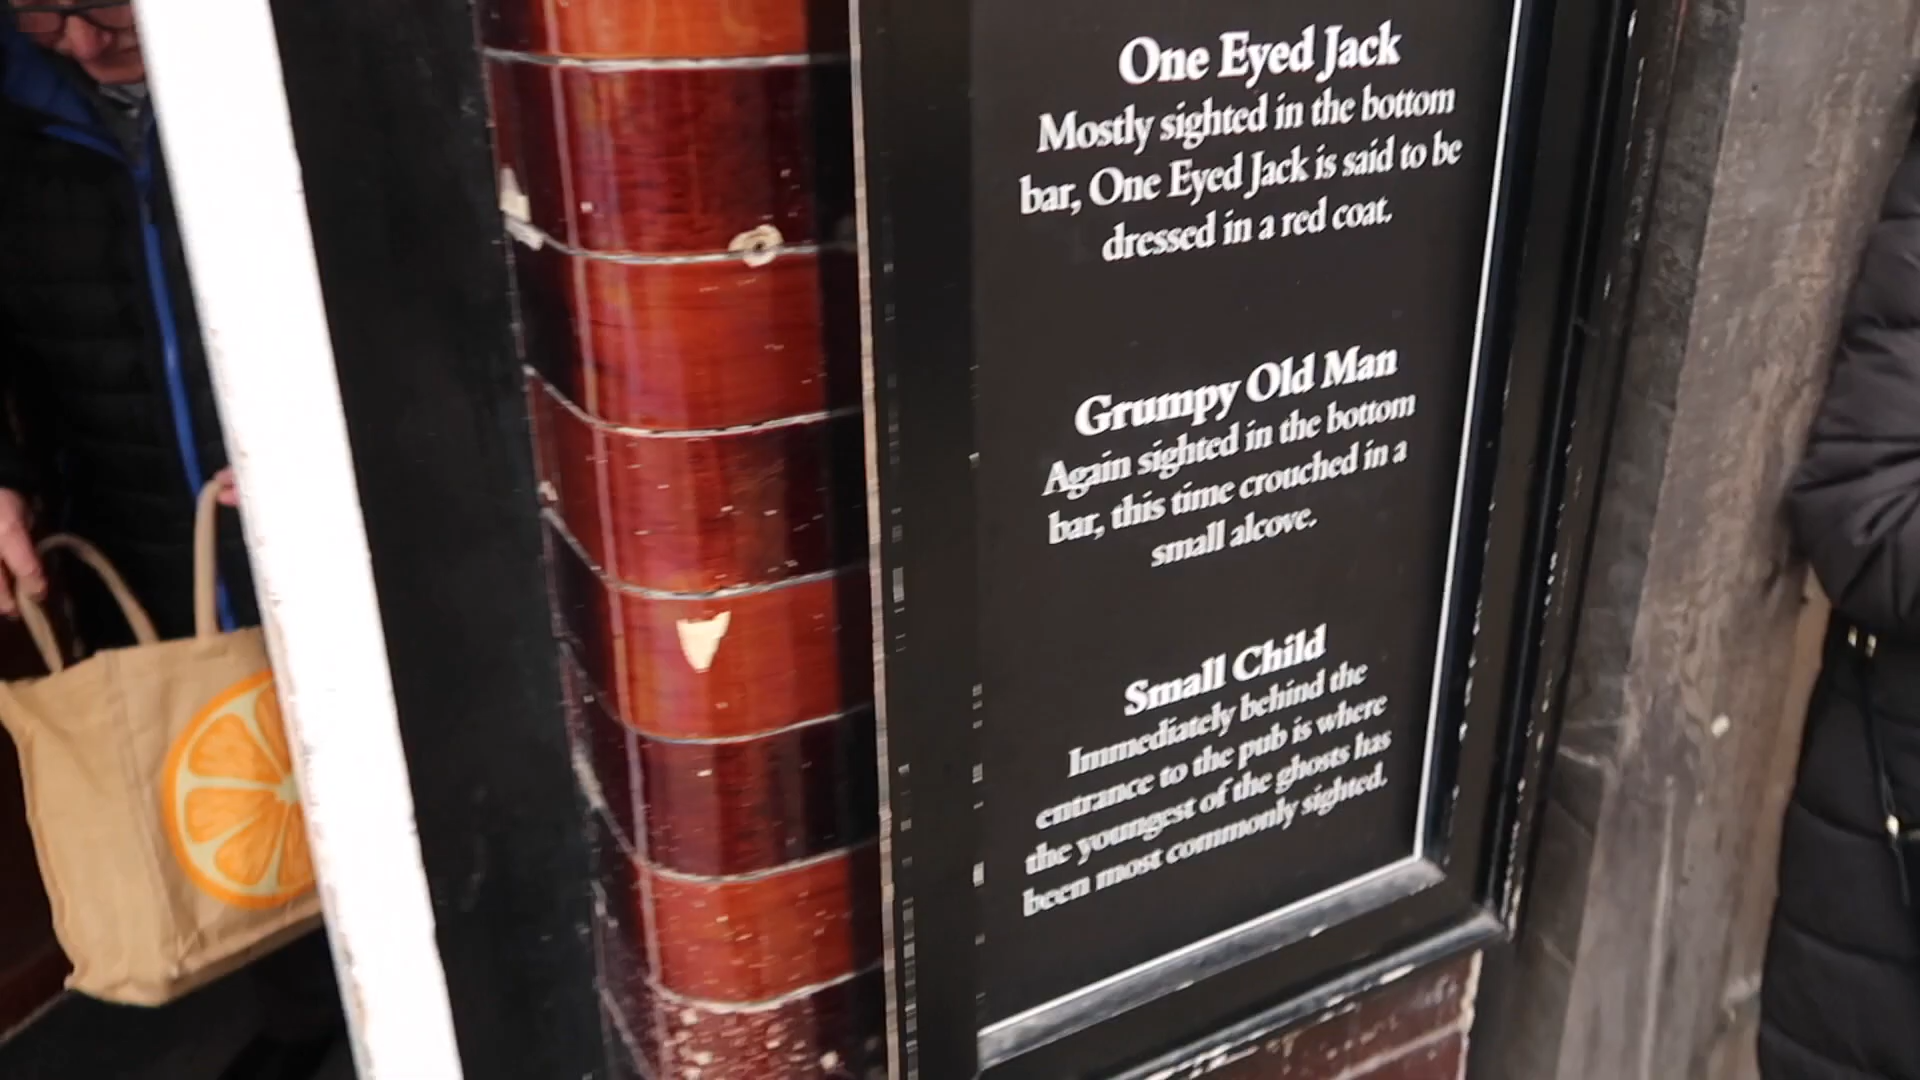 One Eyed Jack
Mostly sighted in the bottom
bar, One Eyed Jack is said to be
dressed in a red coat.
Grumpy Old Man
Again sighted in the bottom
bar, this time crouched in a
small alcove.
Small Child
Immediately behind the
entrance to the pub is where
the youngest of the ghosts has
been most commonly sighted.